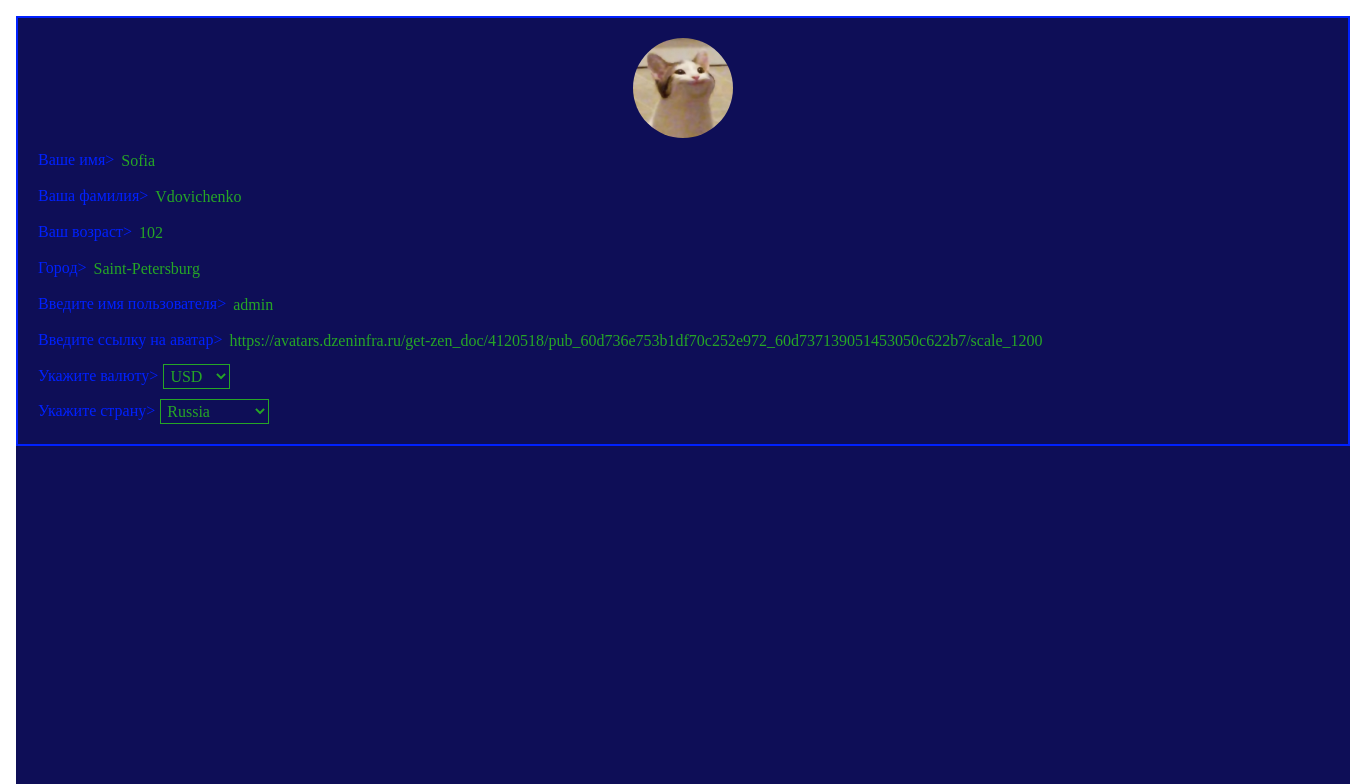 Ваше имя> Sofia
Ваша фамилия> Vdovichenko
Ваш возраст> 102
Город> Saint-Petersburg
Введите имя пользователя> admin
Введите ссылку на аватар> https://avatars.dzeninfra.ru/get-zen_doc/4120518/pub_60d736e753b1df70c252e972_60d737139051453050c622b7/scale_1200
Укажите валюту> USD
Укажите страну> Russia